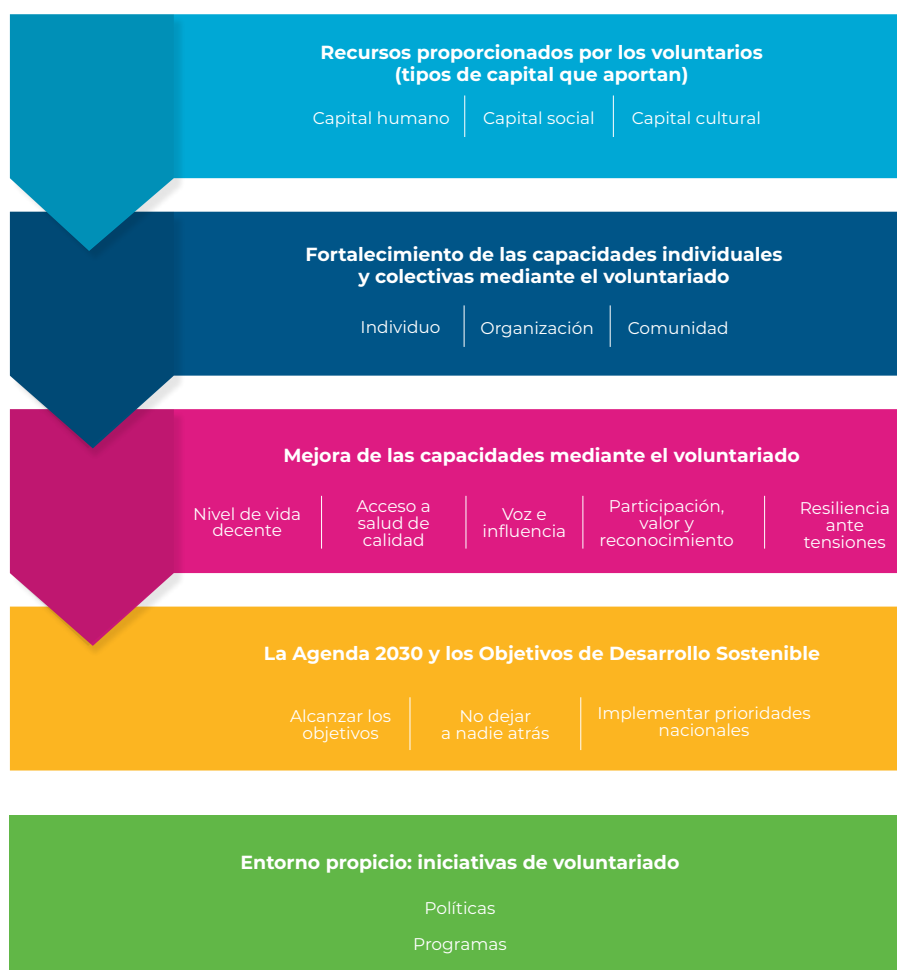 Recursos proporcionados por los voluntarios
(tipos de capital que aportan)
Capital humano
Capital social
Capital cultural
Fortalecimiento de las capacidades individuales
y colectivas mediante el voluntariado
Individuo
Organización
Comunidad
Mejora de las capacidades mediante el voluntariado
Nivel de vida
decente
Acceso a
salud de
calidad
Voz e
influencia
Participación,
valor y
reconocimiento
Resiliencia
ante
tensiones
La Agenda 2030 y los Objetivos de Desarrollo Sostenible
Alcanzar los
objetivos
No dejar
a nadie atrás
Implementar prioridades
nacionales
Entorno propicio: iniciativas de voluntariado
Políticas
Programas